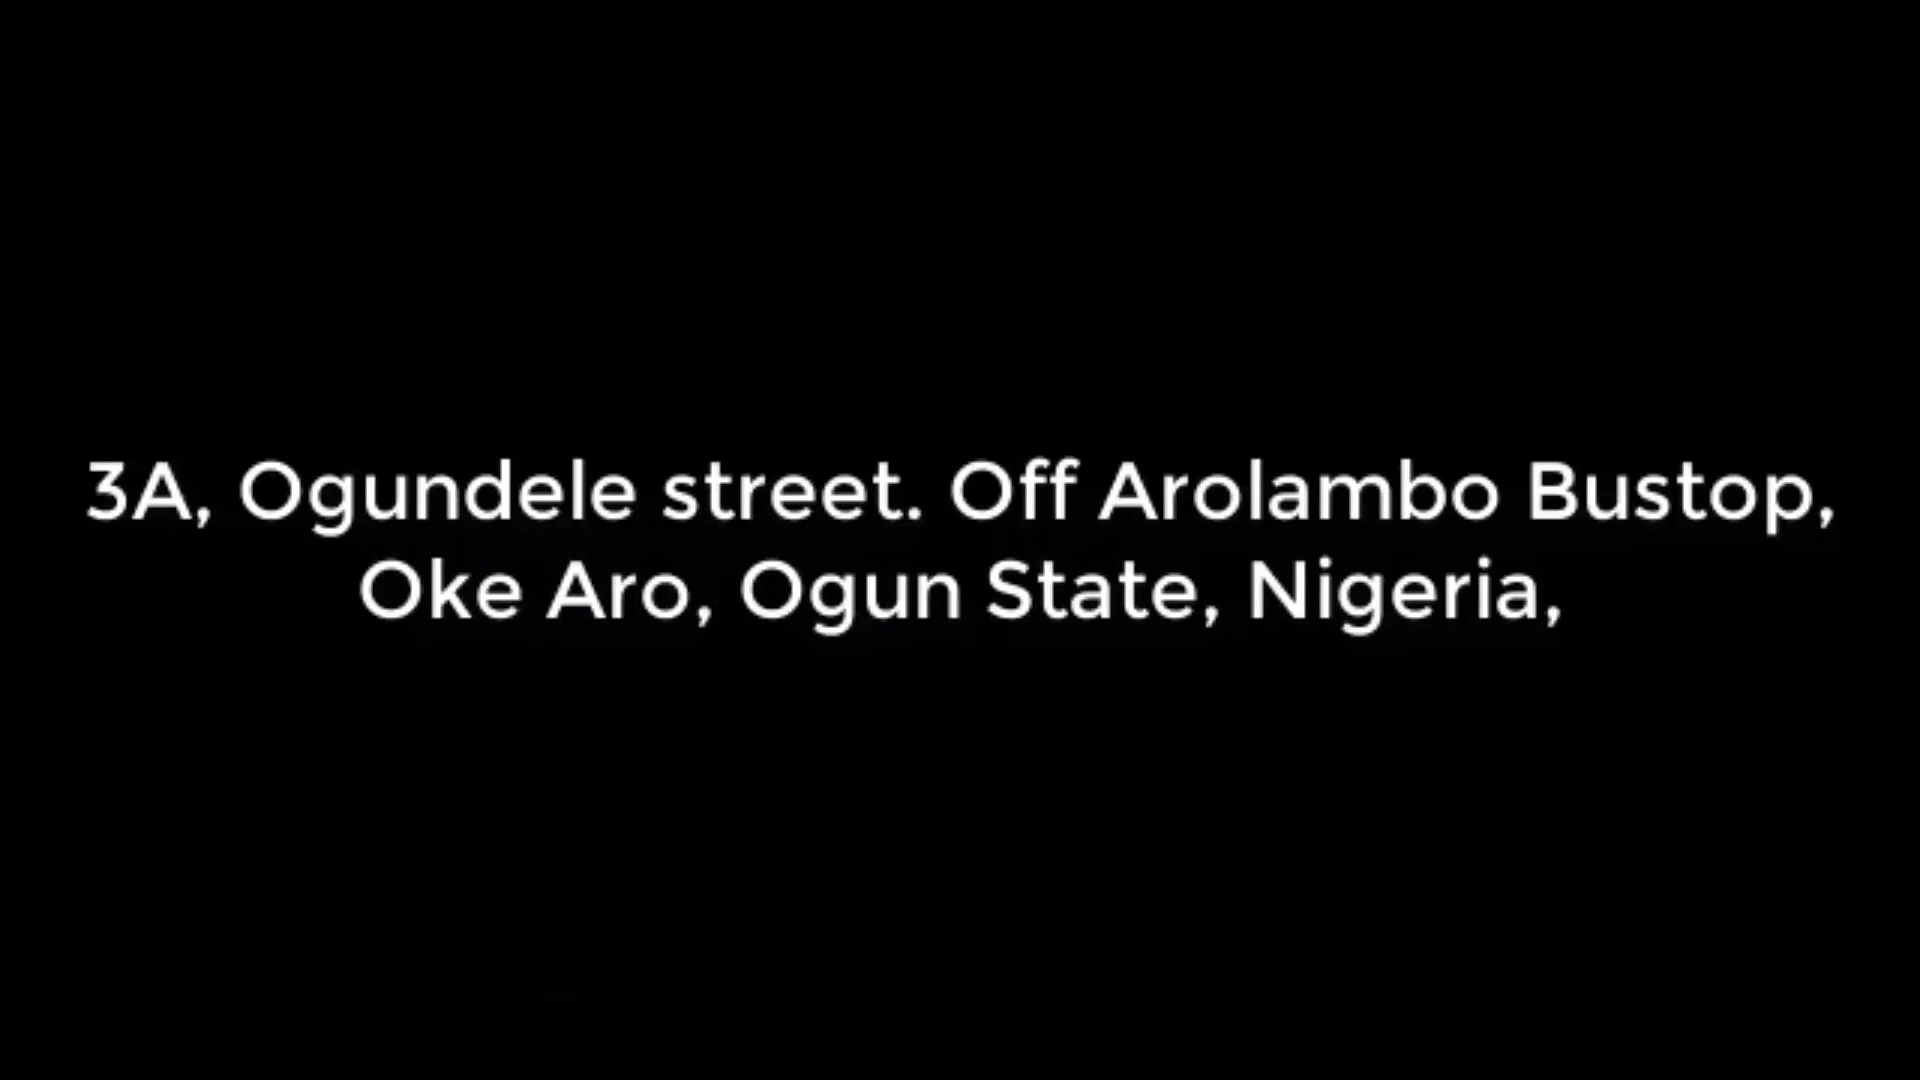 3A, Ogundele street. Off Arolambo Bustop,
Oke Aro, Ogun State, Nigeria,